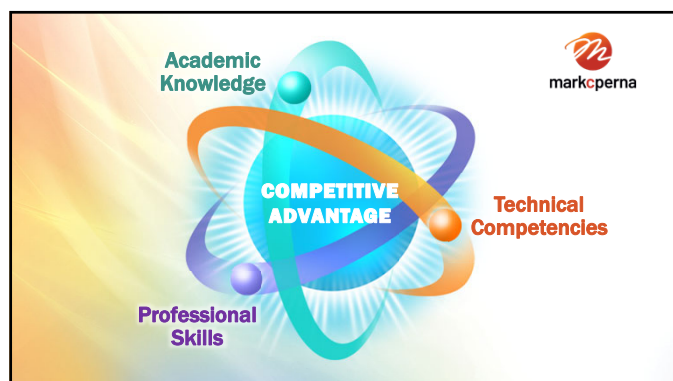 Academic
Knowledge
markcperna
COMPETITIVE
ADVANTAGE
Technical
Competencies
Professional
Skills